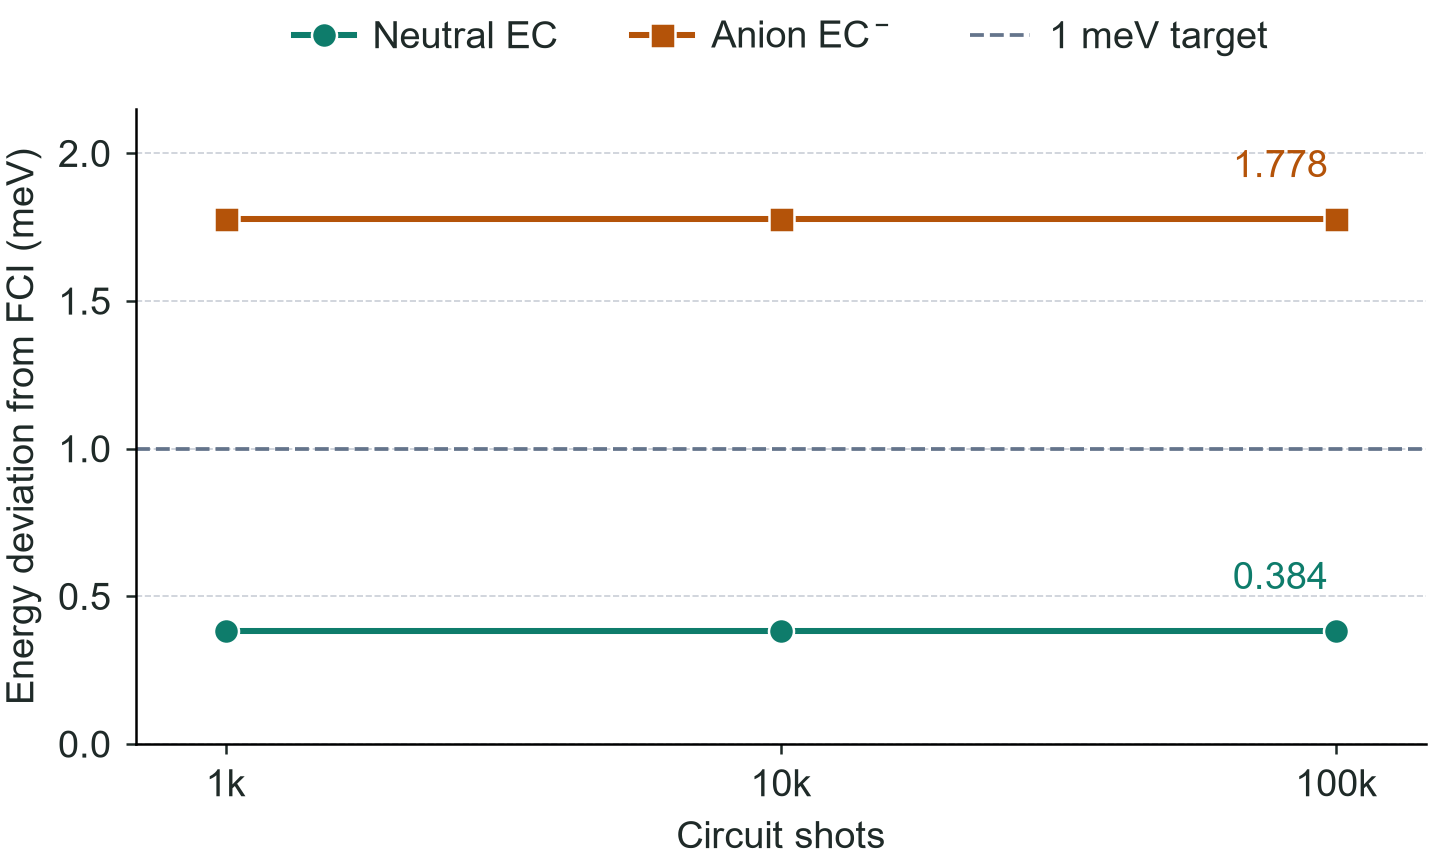 Neutral EC   Anion EC⁻   1 meV target
Energy deviation from FCI (meV)
2.0
1.778
1.5
1.0
0.384
0.5
0.0
1k   10k   100k
Circuit shots